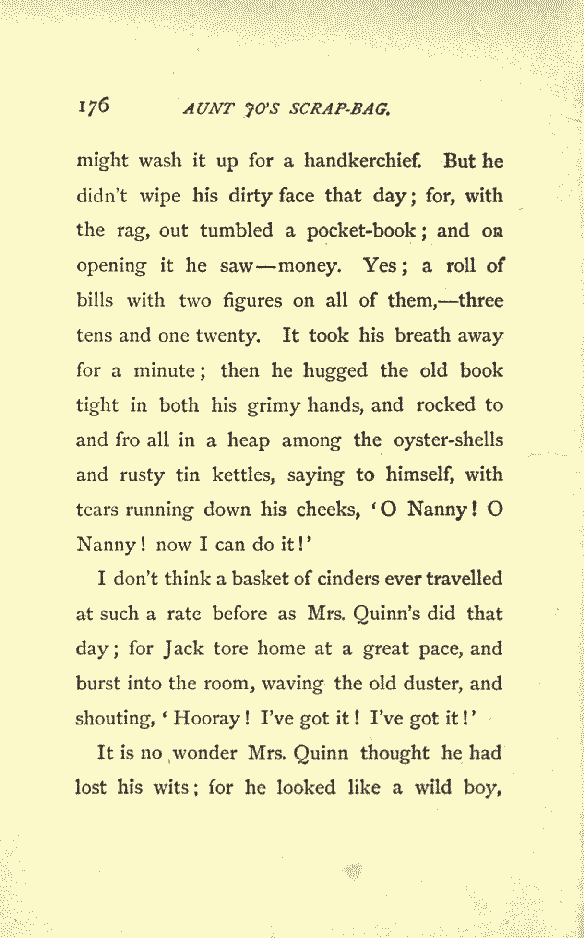 176 AUNT JO'S SCRAP-BAG.
might wash it up for a handkerchief. But he
didn't wipe his dirty face that day; for, with
the rag, out tumbled a pocket-book; and on
opening it he saw—money. Yes; a roll of
bills with two figures on all of them,—three
tens and one twenty. It took his breath away
for a minute; then he hugged the old book
tight in both his grimy hands, and rocked to
and fro all in a heap among the oyster-shells
and rusty tin kettles, saying to himself, with
tears running down his cheeks, 'O Nanny! O
Nanny! now I can do it!'
I don't think a basket of cinders ever travelled
at such a rate before as Mrs. Quinn's did that
day; for Jack tore home at a great pace, and
burst into the room, waving the old duster, and
shouting, 'Hooray! I've got it! I've got it!'
It is no wonder Mrs. Quinn thought he had
lost his wits; for he looked like a wild boy,